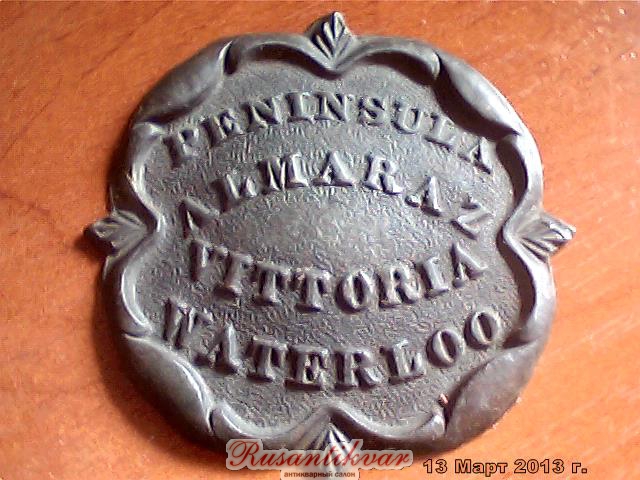 PENINSULA
ALMARAZ
VITTORIA
WATERLOO
Rusantikvar
антикварный салон
13 Март 2013 г.